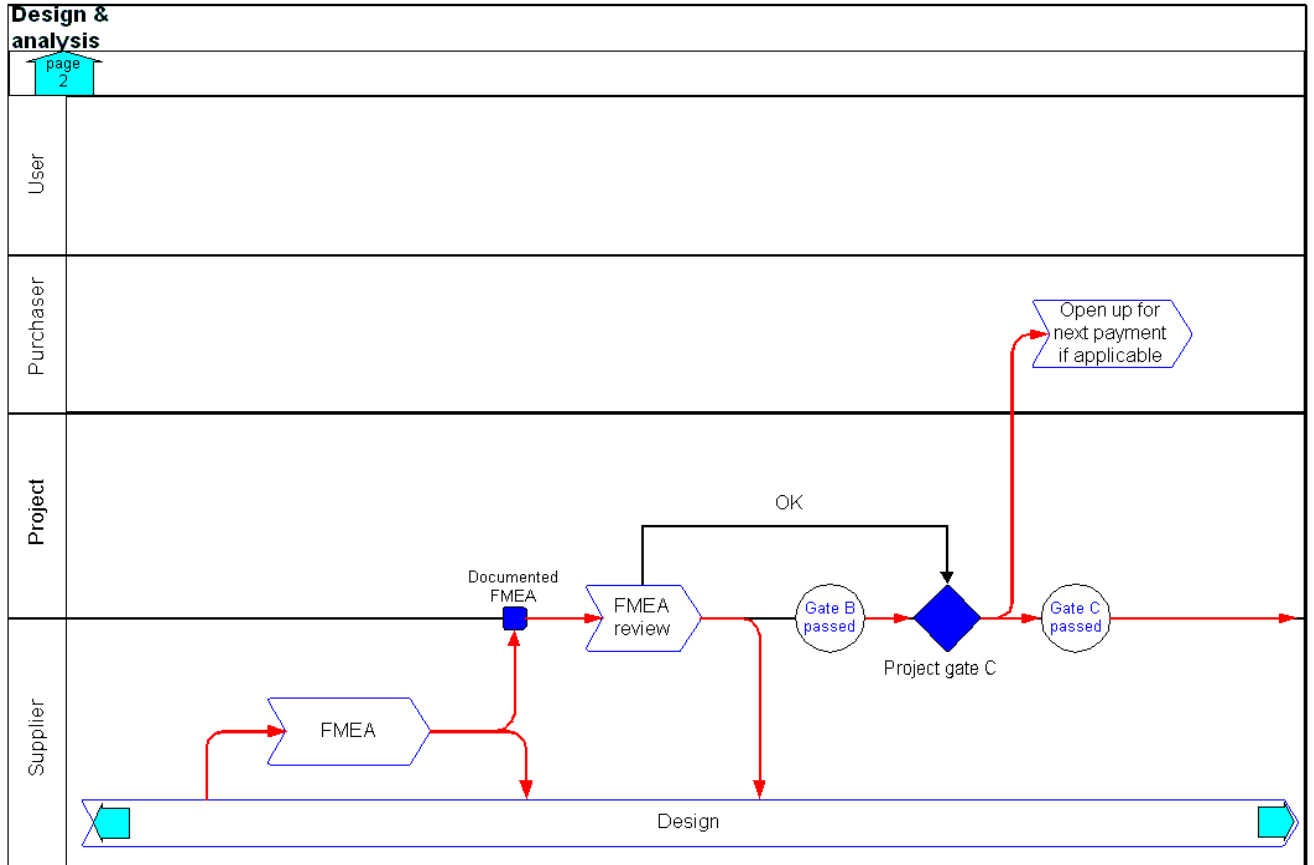 Design &
analysis
page
2
User
Purchaser
Open up for
next payment
if applicable
Project
OK
Documented
FMEA
FMEA
review
Gate B
passed
Gate C
passed
Project gate C
Supplier
FMEA
Design